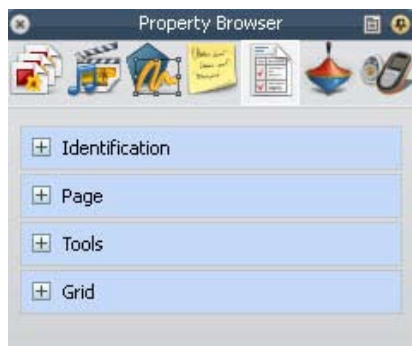 Property Browser
Identification
Page
Tools
Grid